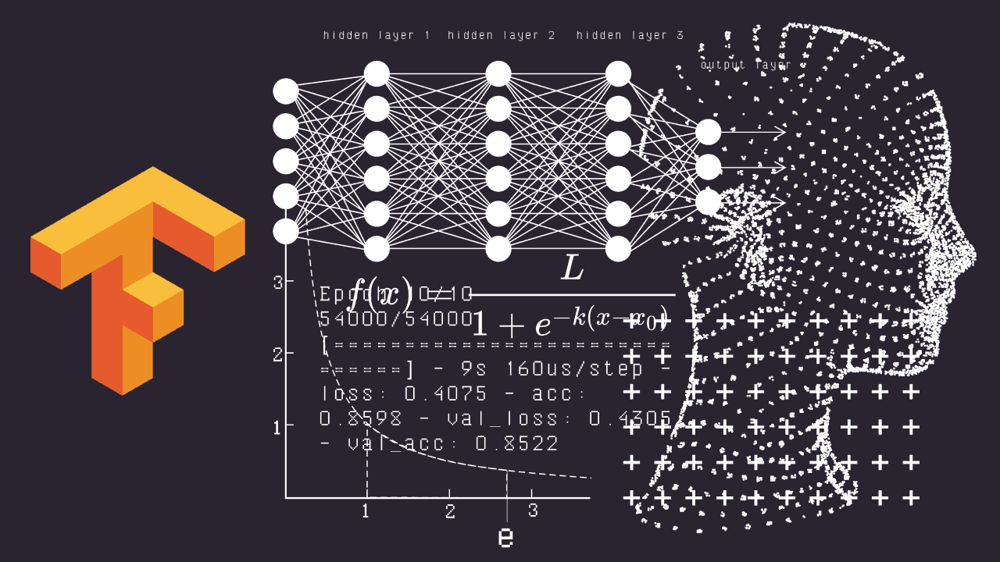 hidden layer 1 hidden layer 2 hidden layer 3
output layer
f(x) = L / 1 + e^{-k(x-x_0)}
Epoch 10/10
54000/54000
[==============================
======] - 9s 160us/step -
loss: 0.4075 - acc:
0.8598 - val_loss: 0.4305
- val_acc: 0.8522
3
2
1
1 2 3
e